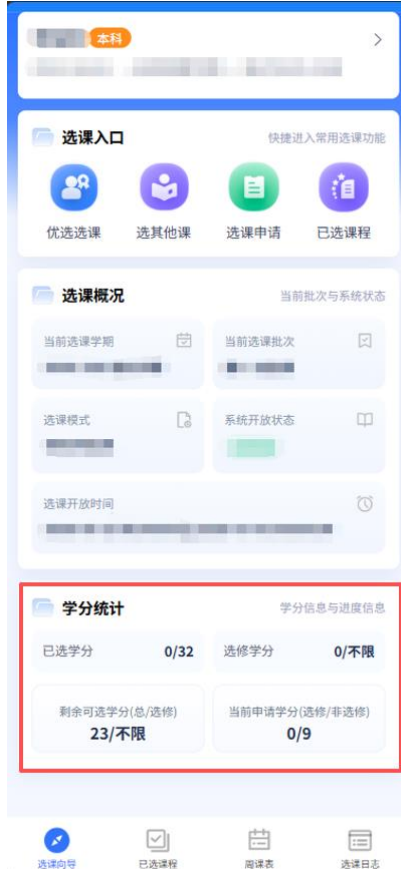 本科
选课入口 快捷进入常用选课功能
优选选课 选其他课 选课申请 已选课程
选课概况 当前批次与系统状态
当前选课学期 当前选课批次
选课模式 系统开放状态
选课开放时间
学分统计 学分信息与进度信息
已选学分 0/32 选修学分 0/不限
剩余可选学分(总/选修) 当前申请学分(选修/非选修)
23/不限 0/9
选课向导 已选课程 周课表 选课日志